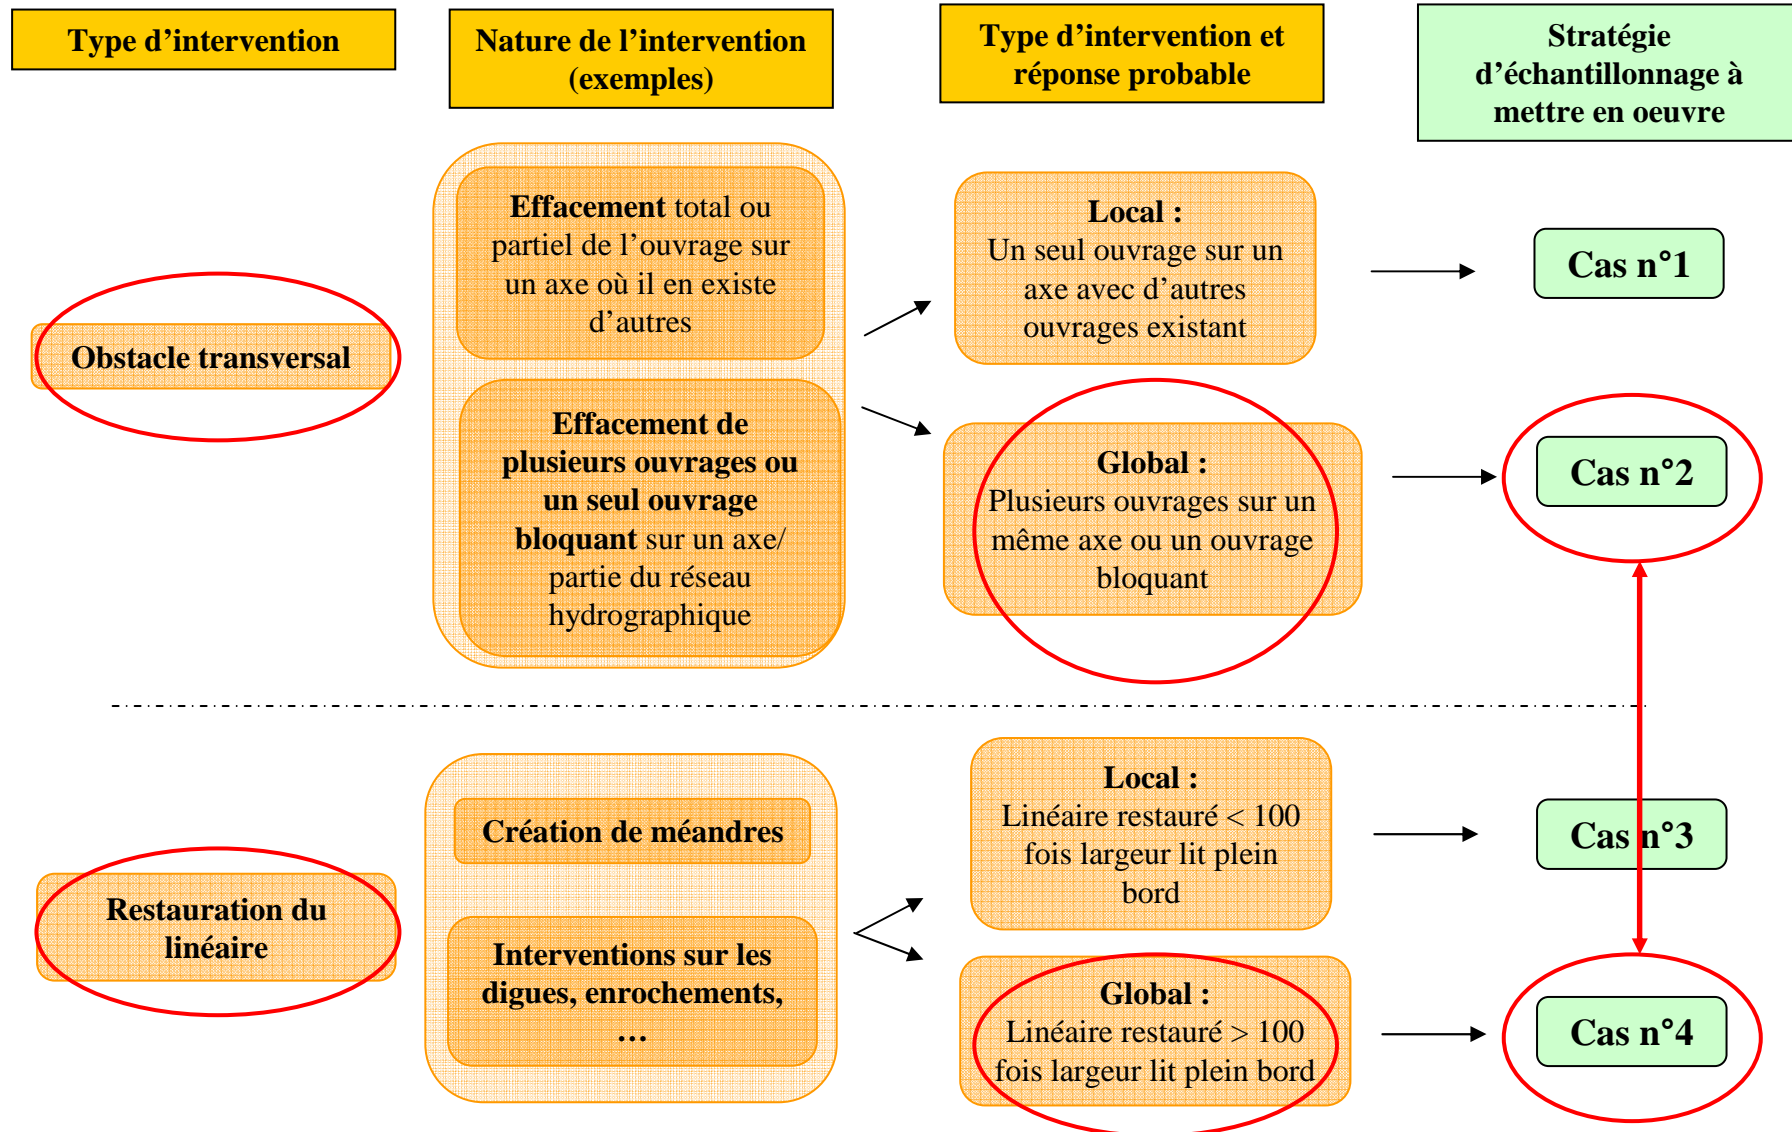 Type d’intervention
Nature de l’intervention
(exemples)
Type d’intervention et
réponse probable
Stratégie
d’échantillonnage à
mettre en oeuvre
Obstacle transversal
Effacement total ou
partiel de l’ouvrage sur
un axe où il en existe
d’autres
Effacement de
plusieurs ouvrages ou
un seul ouvrage
bloquant sur un axe/
partie du réseau
hydrographique
Local :
Un seul ouvrage sur un
axe avec d’autres
ouvrages existant
Cas n°1
Global :
Plusieurs ouvrages sur un
même axe ou un ouvrage
bloquant
Cas n°2
Restauration du
linéaire
Création de méandres
Interventions sur les
digues, enrochements,
…
Local :
Linéaire restauré < 100
fois largeur lit plein
bord
Cas n°3
Global :
Linéaire restauré > 100
fois largeur lit plein bord
Cas n°4